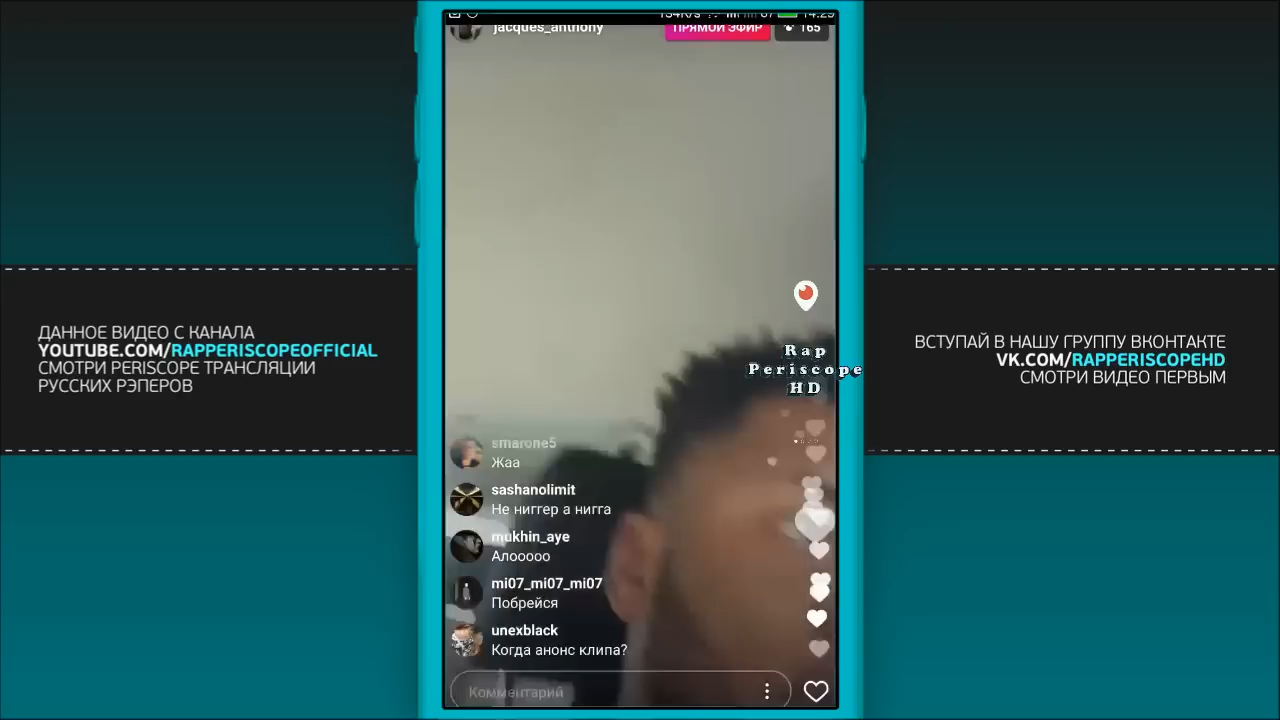 14:29
jacques_anthony
ПРЯМОЙ ЭФИР
165
ДАННОЕ ВИДЕО С КАНАЛА
YOUTUBE.COM/RAPPERISCOPEOFFICIAL
СМОТРИ PERISCOPE ТРАНСЛЯЦИИ
РУССКИХ РЭПЕРОВ
Rap
Periscope
HD
ВСТУПАЙ В НАШУ ГРУППУ ВКОНТАКТЕ
VK.COM/RAPPERISCOPEHD
СМОТРИ ВИДЕО ПЕРВЫМ
smarone5
Жаа
sashanolimit
Не ниггер а нигга
mukhin_aye
Алооооо
mi07_mi07_mi07
Побрейся
unexblack
Когда анонс клипа?
Комментарий